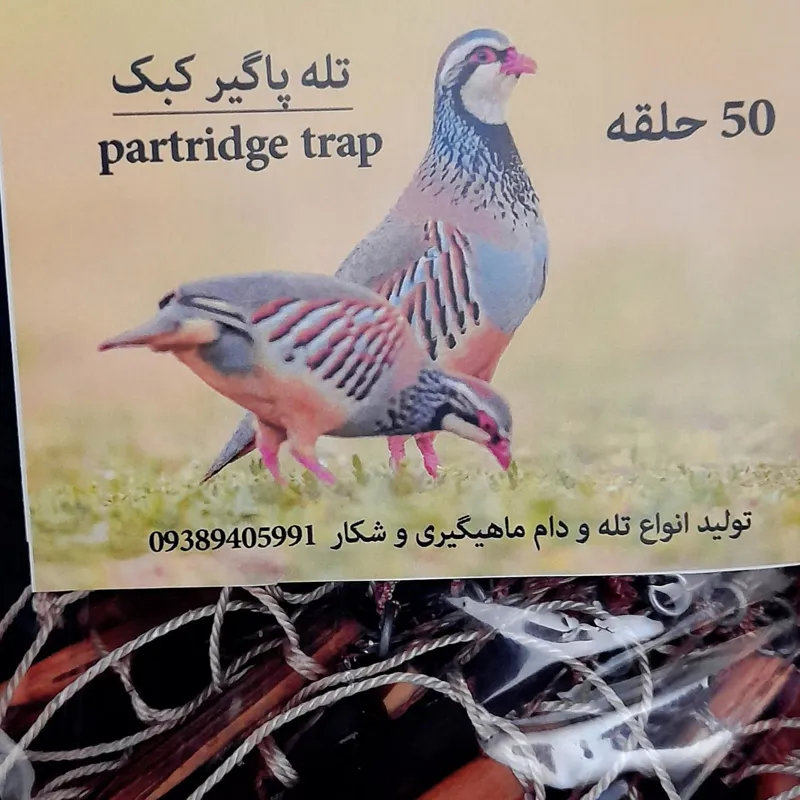 تله پاگیر کبک
partridge trap
50 حلقه
تولید انواع تله و دام ماهیگیری و شکار 09389405991